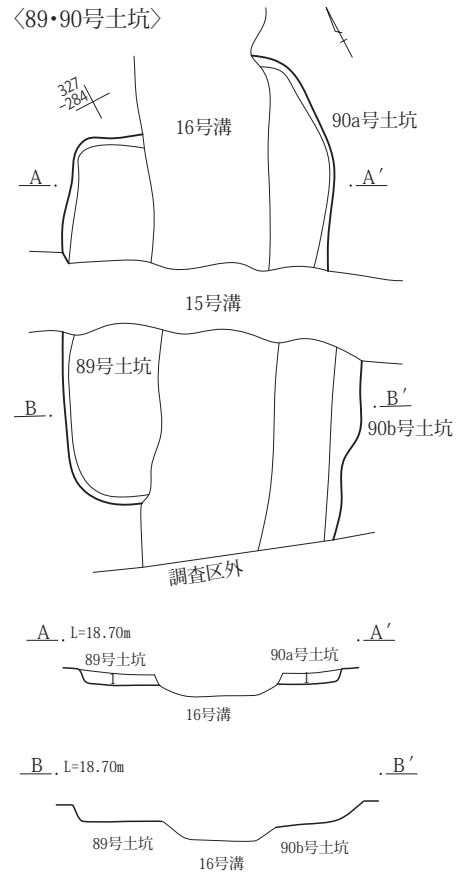 〈89・90号土坑〉
327
-284
16号溝
90a号土坑
A
A′
15号溝
89号土坑
B
B′
90b号土坑
調査区外
A L=18.70m A′
89号土坑
90a号土坑
1
1
16号溝
B L=18.70m B′
89号土坑
90b号土坑
16号溝